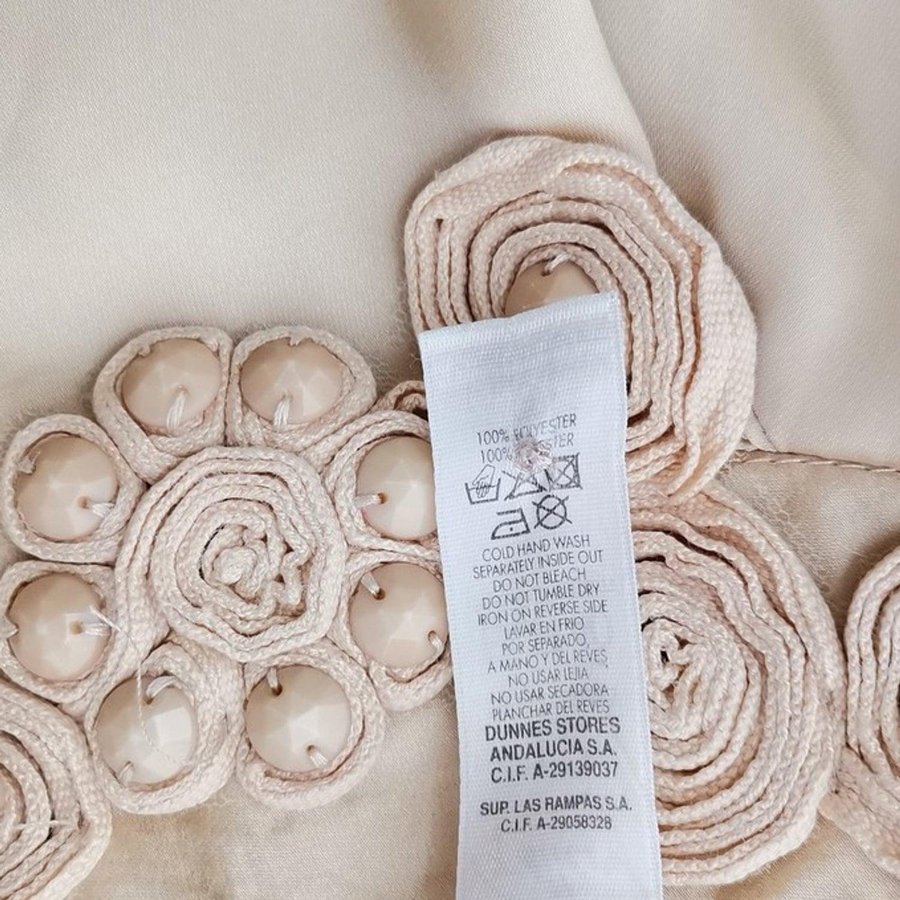 100% POLYESTER
100%
COLD HAND WASH
SEPARATELY INSIDE OUT
DO NOT BLEACH
DO NOT TUMBLE DRY
IRON ON REVERSE SIDE
LAVAR EN FRIO
POR SEPARADO,
A MANO Y DEL REVES,
NO USAR LEJIA
NO USAR SECADORA
PLANCHAR DEL REVES
DUNNES STORES
ANDALUCIA S.A.
C.I.F. A-29139037
SUP. LAS RAMPAS S.A.
C.I.F. A-29058328